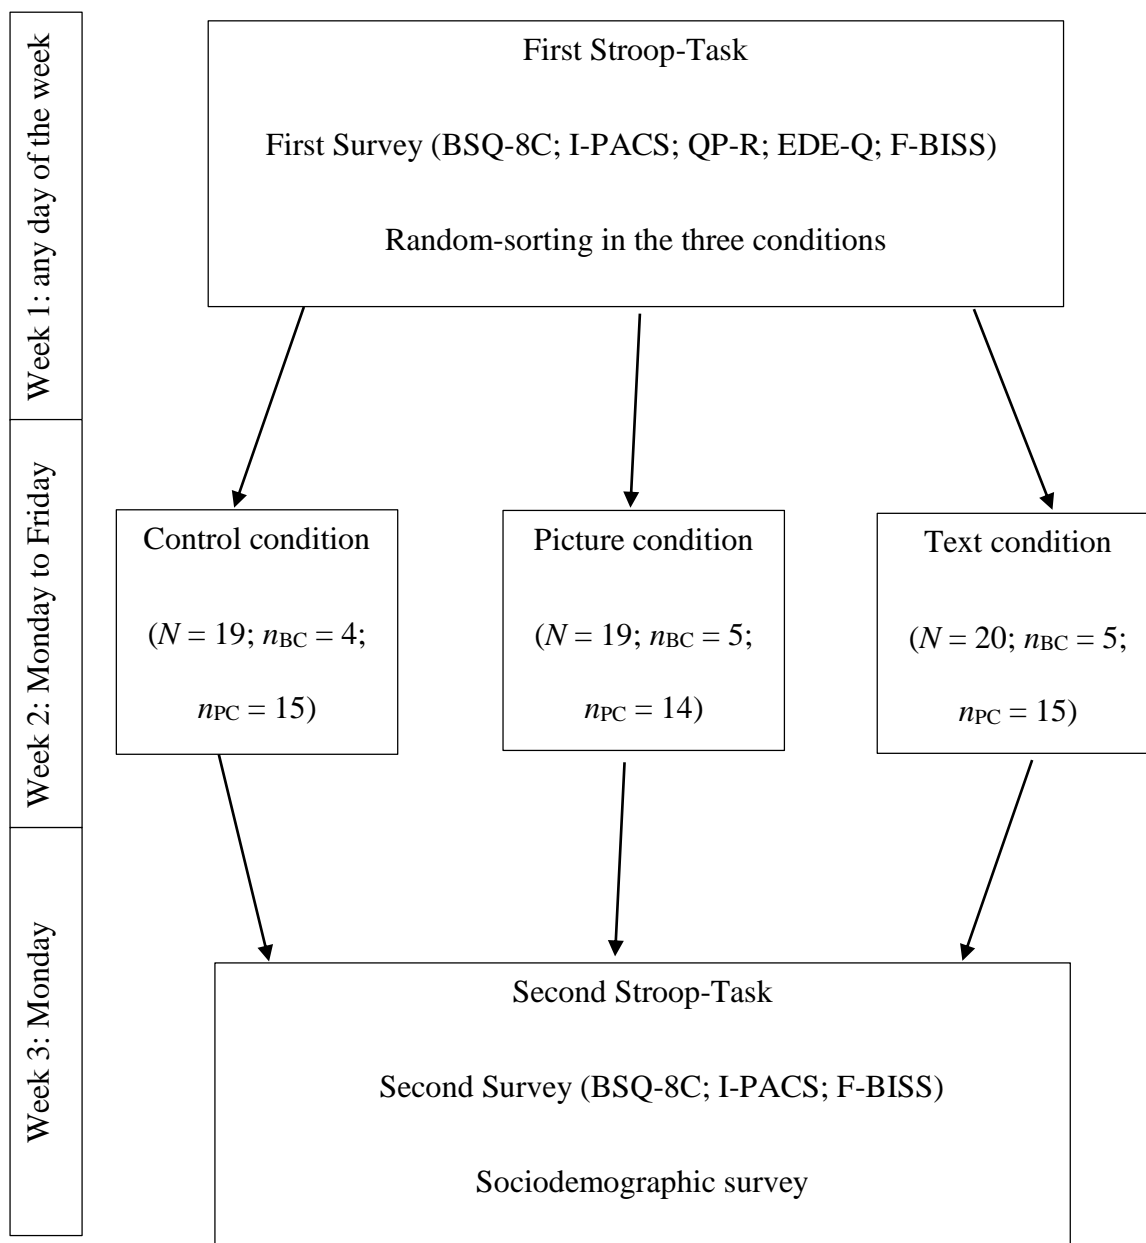 Week 1: any day of the week
First Stroop-Task
First Survey (BSQ-8C; I-PACS; QP-R; EDE-Q; F-BISS)
Random-sorting in the three conditions
Week 2: Monday to Friday
Control condition
(N = 19; nBC = 4;
nPC = 15)
Picture condition
(N = 19; nBC = 5;
nPC = 14)
Text condition
(N = 20; nBC = 5;
nPC = 15)
Week 3: Monday
Second Stroop-Task
Second Survey (BSQ-8C; I-PACS; F-BISS)
Sociodemographic survey